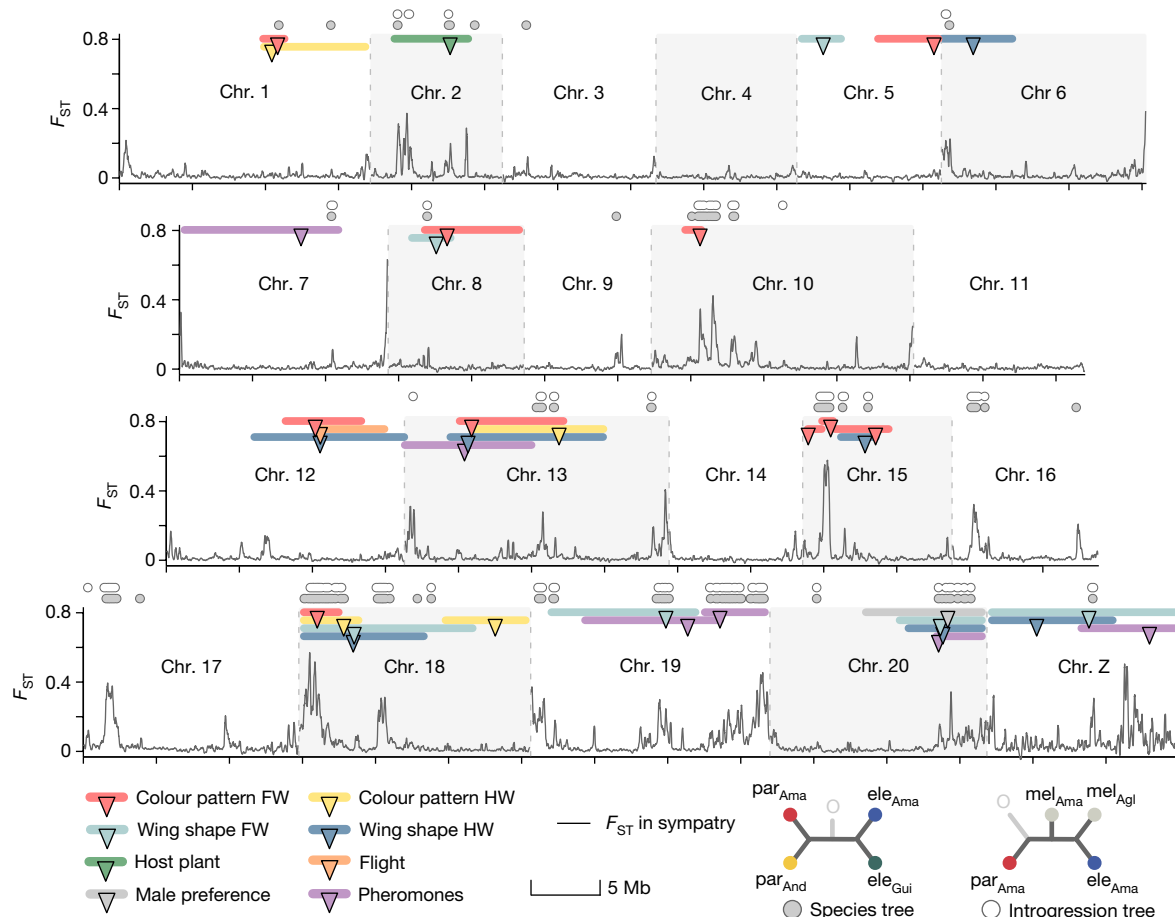 0.8
0.4
0
FST
Chr. 1
Chr. 2
Chr. 3
Chr. 4
Chr. 5
Chr 6
0.8
0.4
0
FST
Chr. 7
Chr. 8
Chr. 9
Chr. 10
Chr. 11
0.8
0.4
0
FST
Chr. 12
Chr. 13
Chr. 14
Chr. 15
Chr. 16
0.8
0.4
0
FST
Chr. 17
Chr. 18
Chr. 19
Chr. 20
Chr. Z
Colour pattern FW
Colour pattern HW
Wing shape FW
Wing shape HW
Host plant
Flight
Male preference
Pheromones
FST in sympatry
5 Mb
parAma
O
eleAma
parAnd
eleGui
Species tree
O
melAma
melAgl
parAma
eleAma
Introgression tree